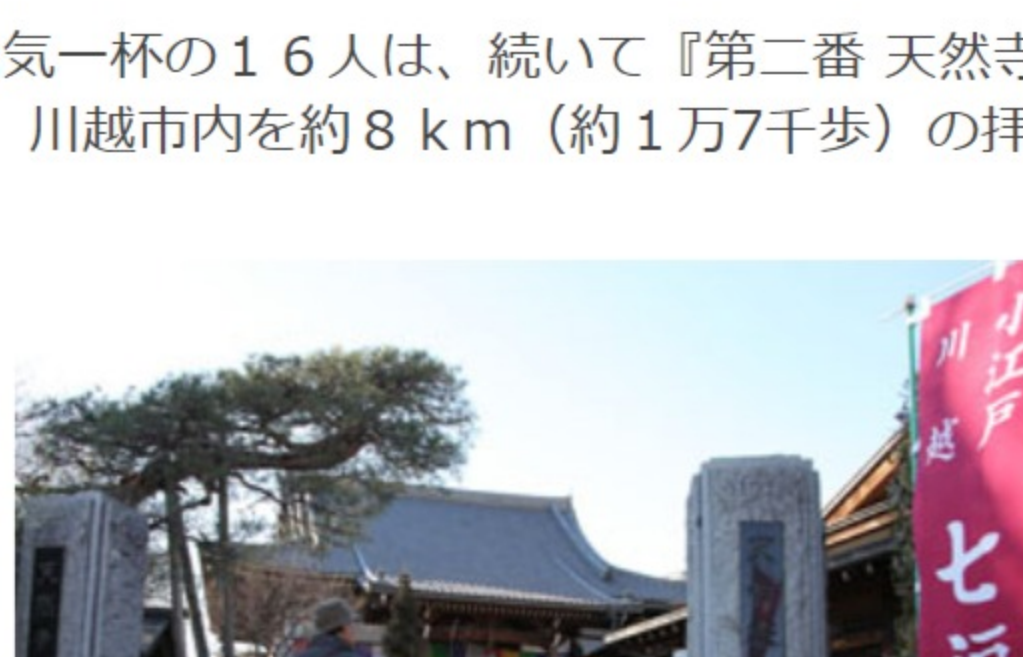 気一杯の１６人は、続いて『第二番 天然寺
川越市内を約８ｋｍ（約１万7千歩）の拝
小江戸
川越
七